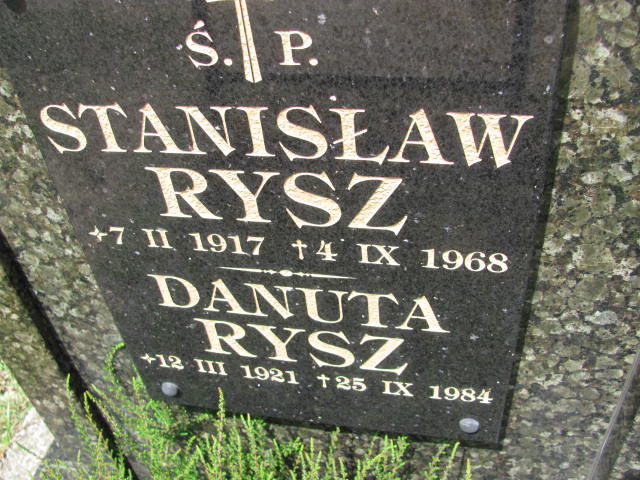 Ś. P.
STANISŁAW
RYSZ
7 II 1917 †4 IX 1968
DANUTA
RYSZ
12 III 1921 †25 IX 1984